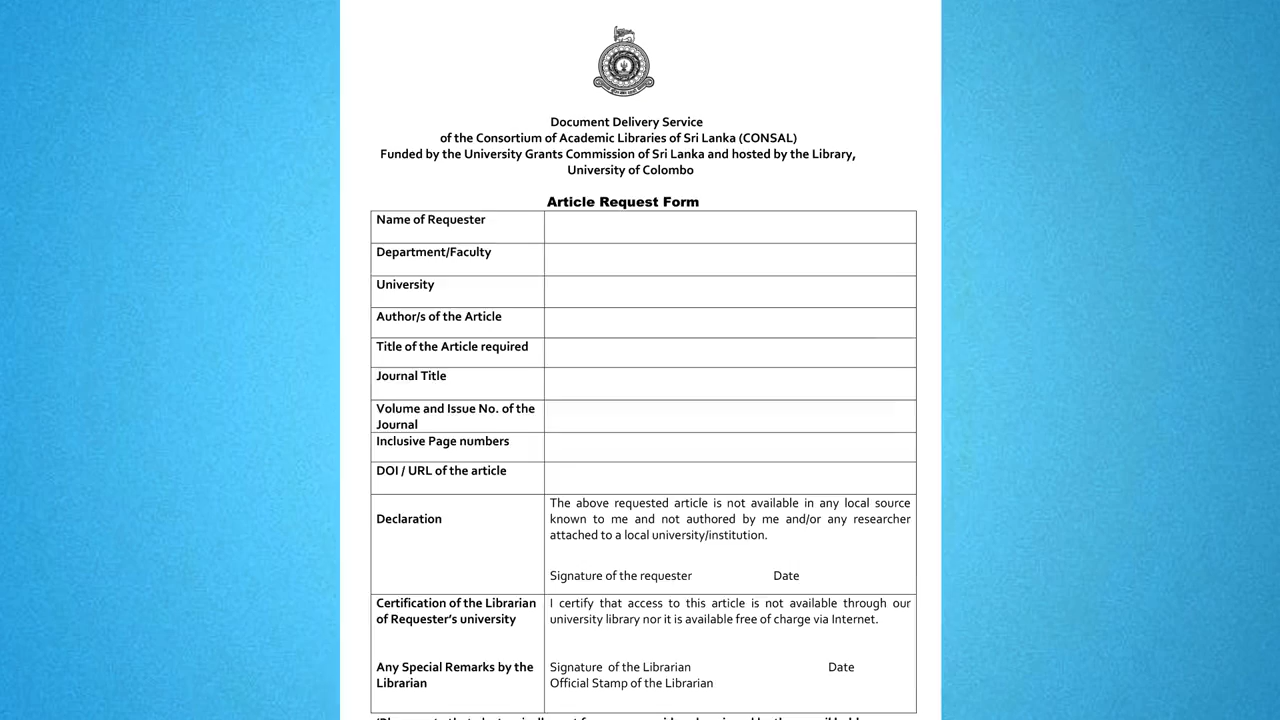 Document Delivery Service
of the Consortium of Academic Libraries of Sri Lanka (CONSAL)
Funded by the University Grants Commission of Sri Lanka and hosted by the Library,
University of Colombo
Article Request Form
Name of Requester
Department/Faculty
University
Author/s of the Article
Title of the Article required
Journal Title
Volume and Issue No. of the
Journal
Inclusive Page numbers
DOI / URL of the article
Declaration
The above requested article is not available in any local source
known to me and not authored by me and/or any researcher
attached to a local university/institution.
Signature of the requester Date
Certification of the Librarian
of Requester's university
I certify that access to this article is not available through our
university library nor it is available free of charge via Internet.
Any Special Remarks by the
Librarian
Signature of the Librarian Date
Official Stamp of the Librarian